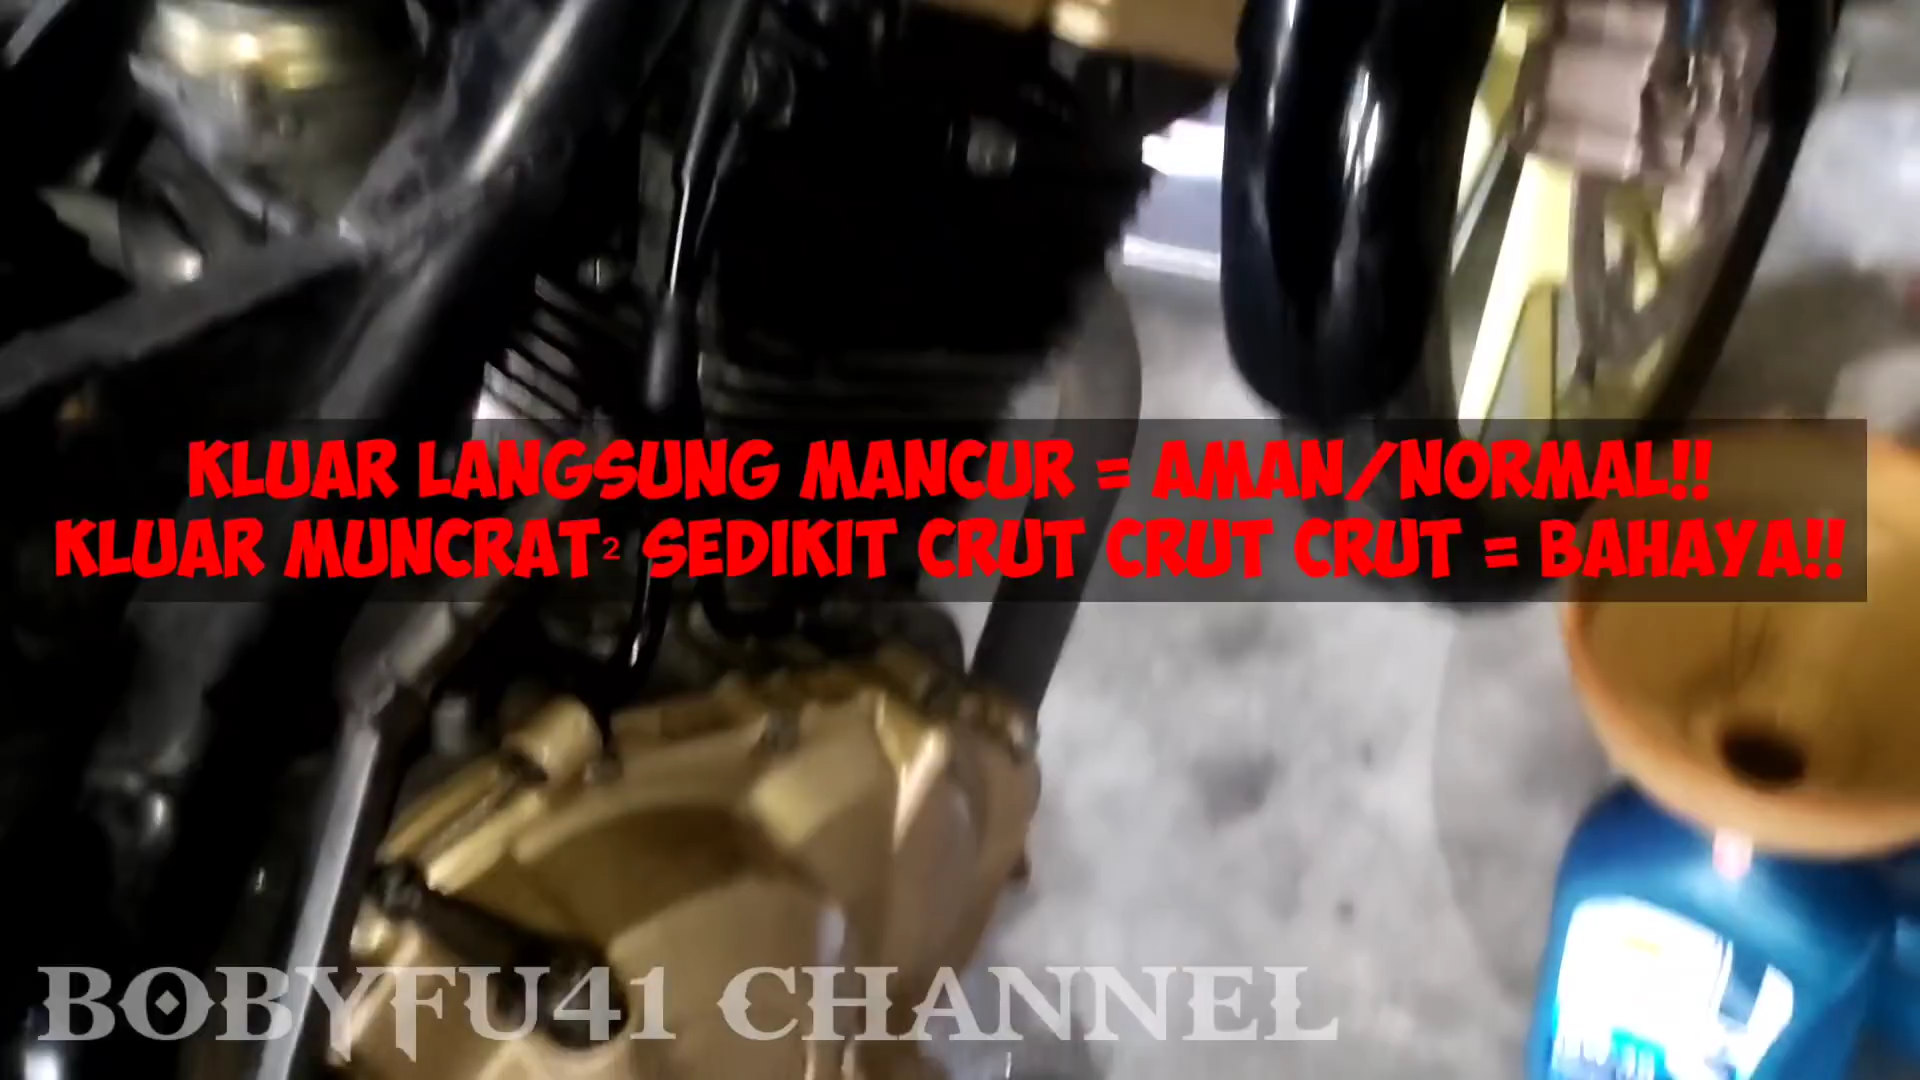 KLUAR LANGSUNG MANCUR = AMAN/NORMAL!!
KLUAR MUNCRAT² SEDIKIT CRUT CRUT CRUT = BAHAYA!!
BOBYFU41 CHANNEL